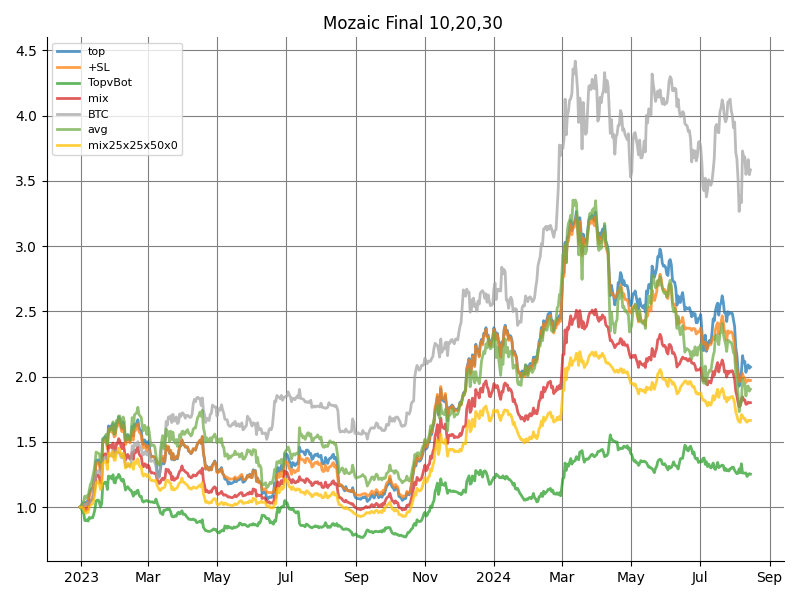 Mozaic Final 10,20,30
top
+SL
TopvBot
mix
BTC
avg
mix25x25x50x0
4.5
4.0
3.5
3.0
2.5
2.0
1.5
1.0
2023 Mar May Jul Sep Nov 2024 Mar May Jul Sep